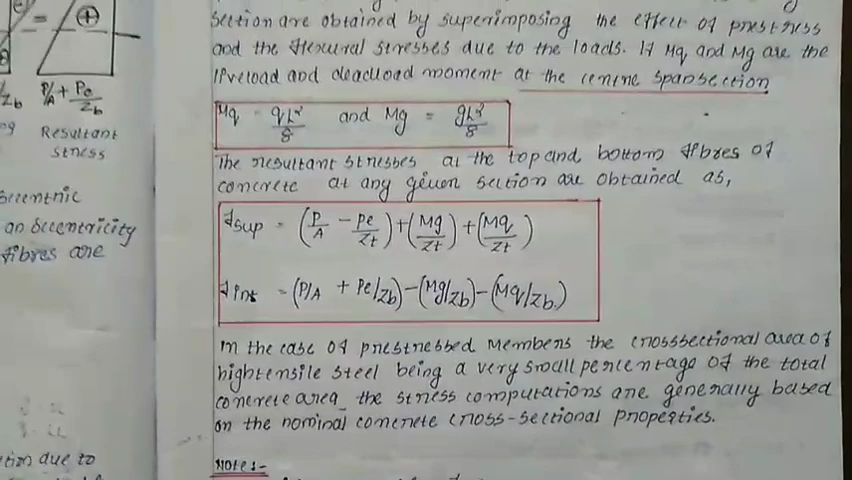 = ⊕
P/A + Pe/Zb
Resultant
stress
eccentric
an eccentricity
fibres are
tion due to
section are obtained by superimposing the effect of prestress
and the flexural stresses due to the loads. If Mq and Mg are the
liveload and deadload moment at the centre span section
Mq = qL²/8 and Mg = gL²/8
The resultant stresses at the top and bottom fibres of
concrete at any given section are obtained as,
fsup = (P/A - Pe/Zt) + (Mg/Zt) + (Mq/Zt)
finf = (P/A + Pe/Zb) - (Mg/Zb) - (Mq/Zb)
In the case of prestressed members the crosssectional area of
hightensile steel being a very small percentage of the total
concrete area, the stress computations are generally based
on the nominal concrete cross-sectional properties.
Note:-